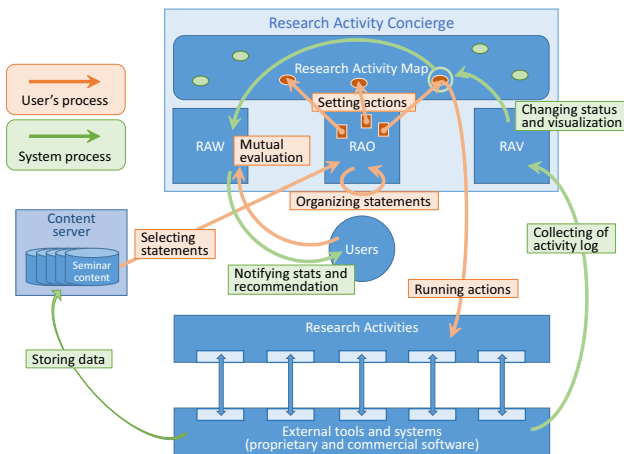 Research Activity Concierge
Research Activity Map
User's process
System process
Setting actions
Changing status
and visualization
RAW
Mutual
evaluation
RAO
RAV
Organizing statements
Content
server
Seminar
content
Selecting
statements
Users
Collecting of
activity log
Notifying stats and
recommendation
Running actions
Research Activities
Storing data
External tools and systems
(proprietary and commercial software)